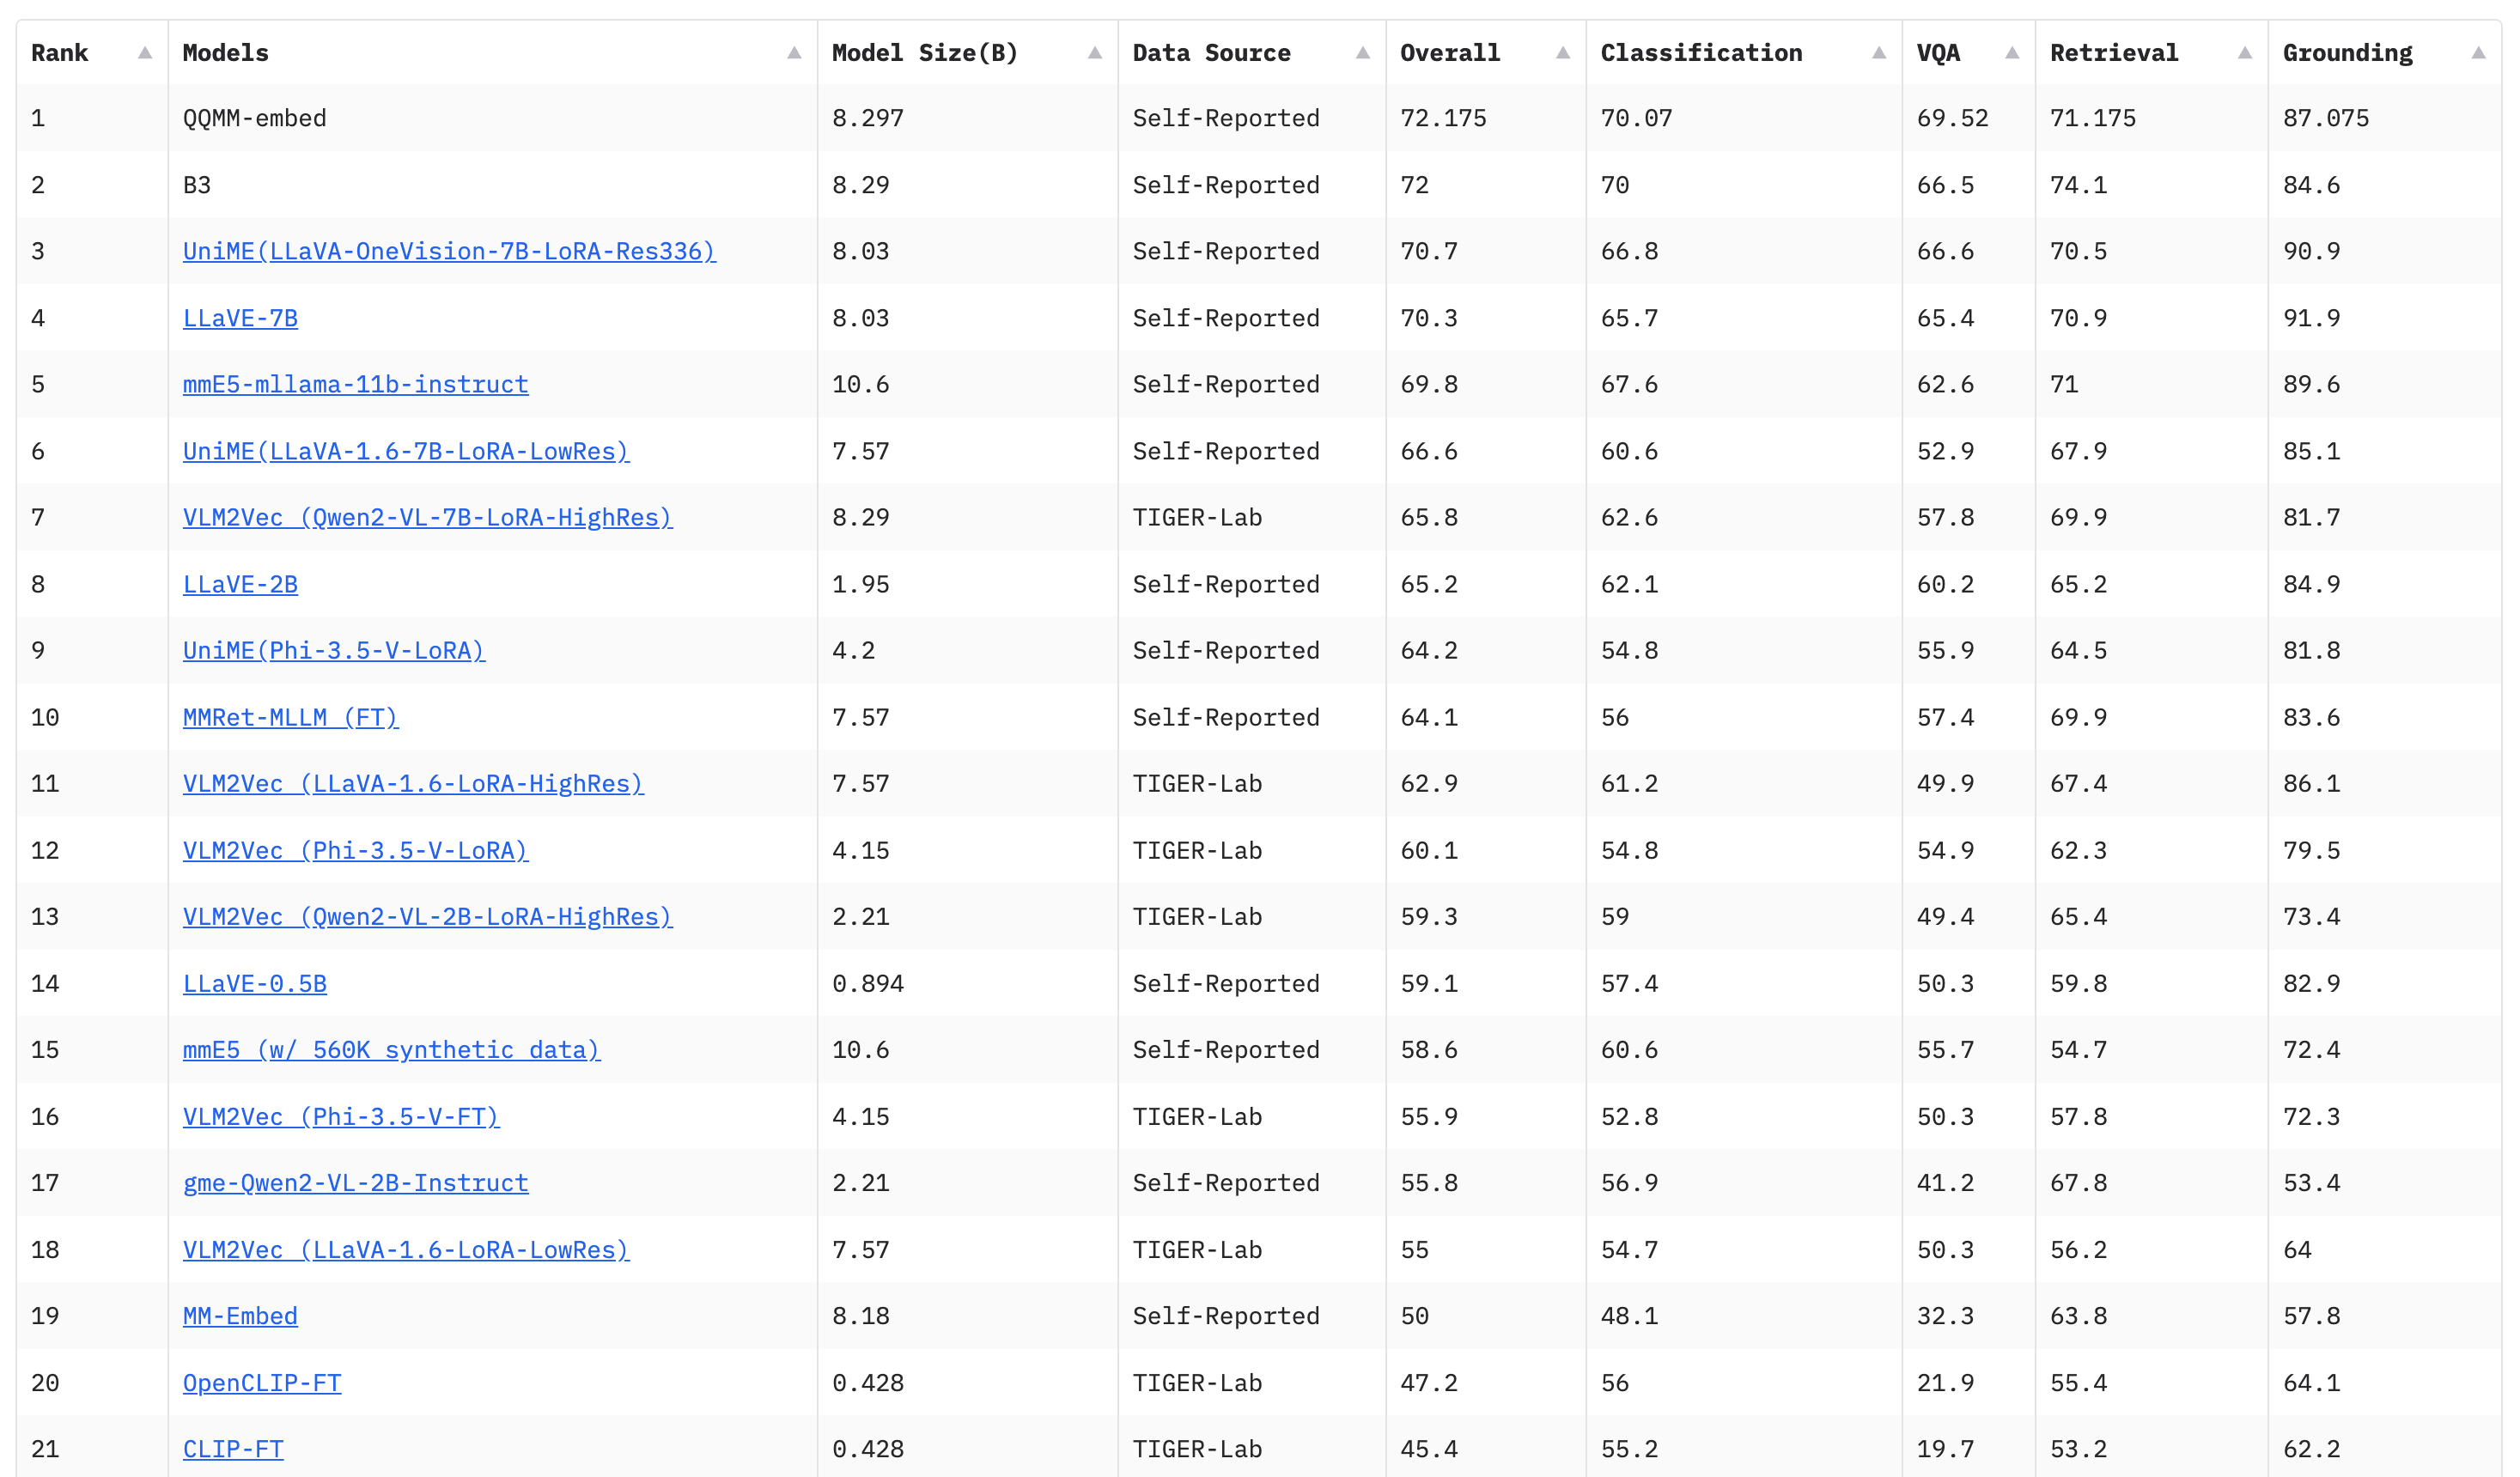 Rank Models Model Size(B) Data Source Overall Classification VQA Retrieval Grounding
1 QQMM-embed 8.297 Self-Reported 72.175 70.07 69.52 71.175 87.075
2 B3 8.29 Self-Reported 72 70 66.5 74.1 84.6
3 UniME(LLaVA-OneVision-7B-LoRA-Res336) 8.03 Self-Reported 70.7 66.8 66.6 70.5 90.9
4 LLaVE-7B 8.03 Self-Reported 70.3 65.7 65.4 70.9 91.9
5 mmE5-mllama-11b-instruct 10.6 Self-Reported 69.8 67.6 62.6 71 89.6
6 UniME(LLaVA-1.6-7B-LoRA-LowRes) 7.57 Self-Reported 66.6 60.6 52.9 67.9 85.1
7 VLM2Vec (Qwen2-VL-7B-LoRA-HighRes) 8.29 TIGER-Lab 65.8 62.6 57.8 69.9 81.7
8 LLaVE-2B 1.95 Self-Reported 65.2 62.1 60.2 65.2 84.9
9 UniME(Phi-3.5-V-LoRA) 4.2 Self-Reported 64.2 54.8 55.9 64.5 81.8
10 MMRet-MLLM (FT) 7.57 Self-Reported 64.1 56 57.4 69.9 83.6
11 VLM2Vec (LLaVA-1.6-LoRA-HighRes) 7.57 TIGER-Lab 62.9 61.2 49.9 67.4 86.1
12 VLM2Vec (Phi-3.5-V-LoRA) 4.15 TIGER-Lab 60.1 54.8 54.9 62.3 79.5
13 VLM2Vec (Qwen2-VL-2B-LoRA-HighRes) 2.21 TIGER-Lab 59.3 59 49.4 65.4 73.4
14 LLaVE-0.5B 0.894 Self-Reported 59.1 57.4 50.3 59.8 82.9
15 mmE5 (w/ 560K synthetic data) 10.6 Self-Reported 58.6 60.6 55.7 54.7 72.4
16 VLM2Vec (Phi-3.5-V-FT) 4.15 TIGER-Lab 55.9 52.8 50.3 57.8 72.3
17 gme-Qwen2-VL-2B-Instruct 2.21 Self-Reported 55.8 56.9 41.2 67.8 53.4
18 VLM2Vec (LLaVA-1.6-LoRA-LowRes) 7.57 TIGER-Lab 55 54.7 50.3 56.2 64
19 MM-Embed 8.18 Self-Reported 50 48.1 32.3 63.8 57.8
20 OpenCLIP-FT 0.428 TIGER-Lab 47.2 56 21.9 55.4 64.1
21 CLIP-FT 0.428 TIGER-Lab 45.4 55.2 19.7 53.2 62.2